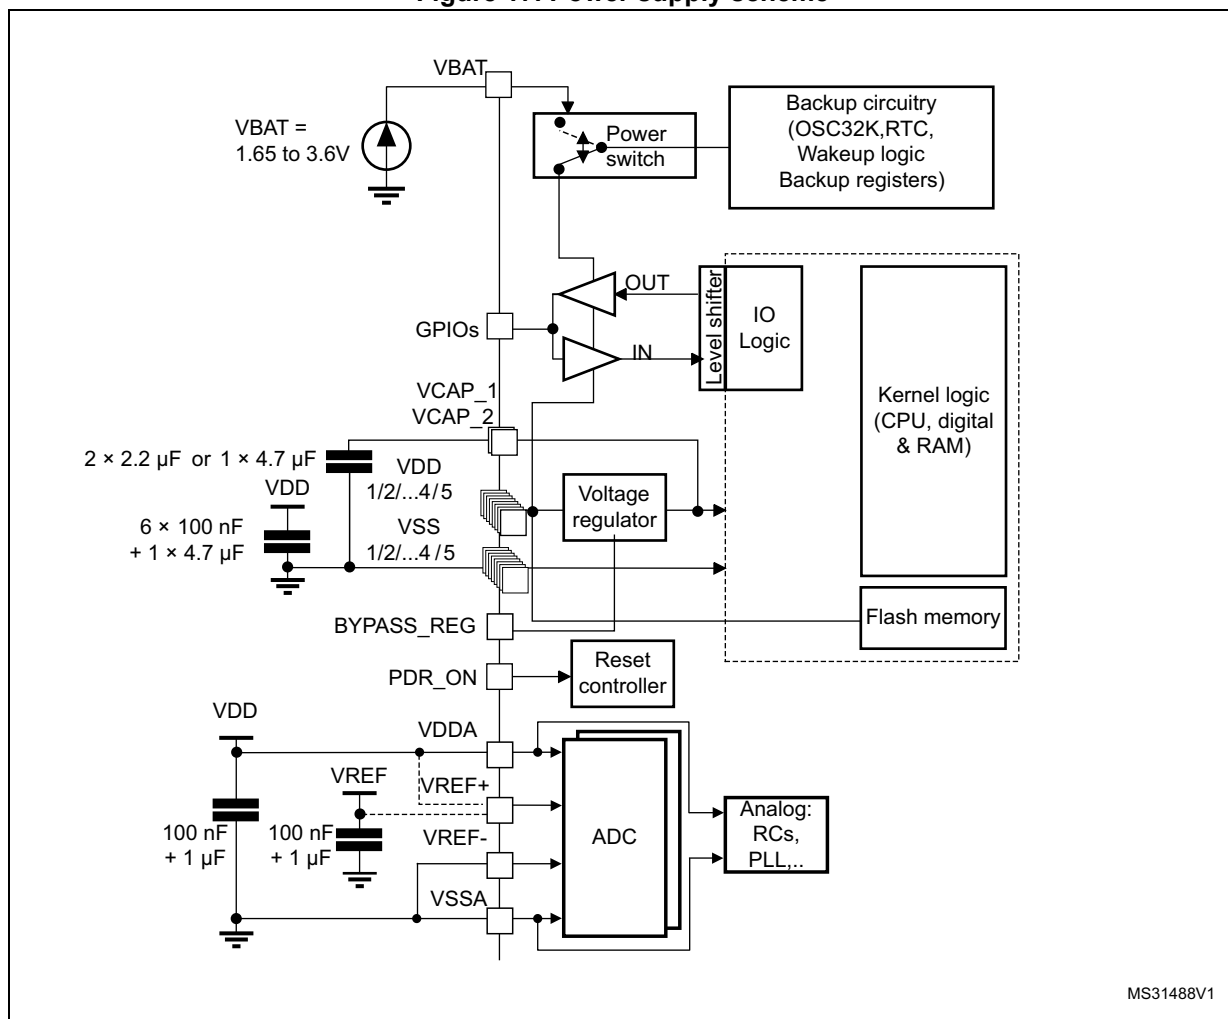 VBAT
VBAT =
1.65 to 3.6V
Power
switch
Backup circuitry
(OSC32K,RTC,
Wakeup logic
Backup registers)
OUT
GPIOs
IN
Level shifter
IO
Logic
Kernel logic
(CPU, digital
& RAM)
VCAP_1
VCAP_2
2 × 2.2 µF or 1 × 4.7 µF
VDD
1/2/...4/5
VDD
Voltage
regulator
6 × 100 nF
+ 1 × 4.7 µF
VSS
1/2/...4/5
BYPASS_REG
Flash memory
PDR_ON
Reset
controller
VDD
VDDA
VREF
VREF+
100 nF
+ 1 µF
100 nF
+ 1 µF
VREF-
VSSA
ADC
Analog:
RCs,
PLL,..
MS31488V1